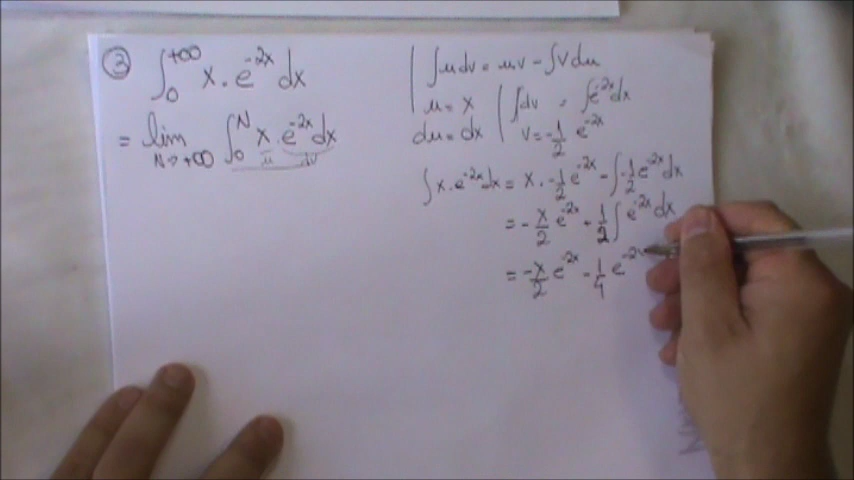 ③ ∫₀^{+∞} x · e^{-2x} dx
= lim_{N→+∞} ∫₀^N x · e^{-2x} dx
u dv
∫u dv = uv - ∫v du
u = x | ∫dv = ∫e^{-2x} dx
du = dx | v = -1/2 e^{-2x}
∫x · e^{-2x} dx = x · -1/2 e^{-2x} - ∫-1/2 e^{-2x} dx
= -x/2 e^{-2x} + 1/2 ∫e^{-2x} dx
= -x/2 e^{-2x} - 1/4 e^{-2x}